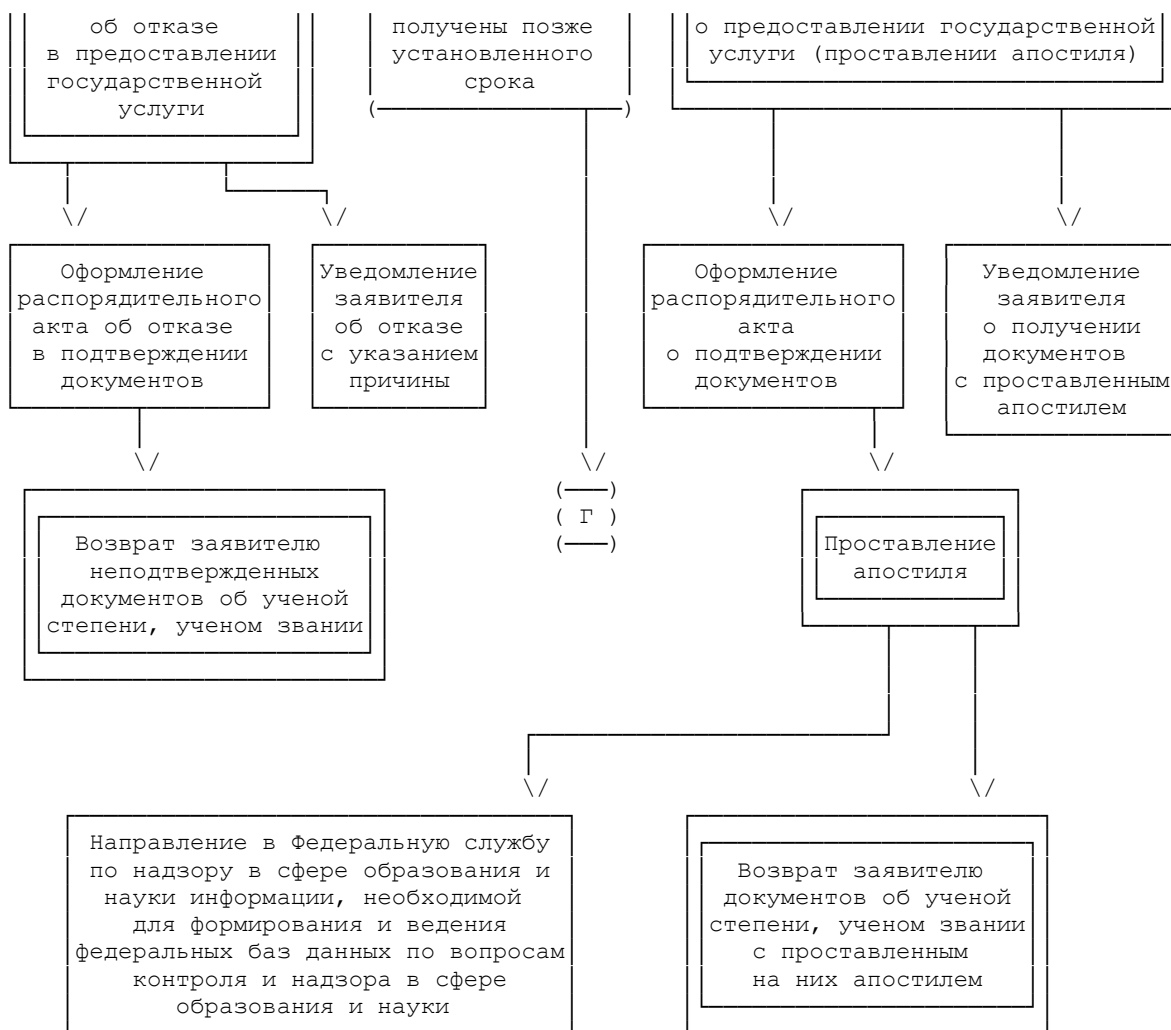 об отказе
в предоставлении
государственной
услуги
получены позже
установленного
срока
о предоставлении государственной
услуги (проставлении апостиля)
Оформление
распорядительного
акта об отказе
в подтверждении
документов
Уведомление
заявителя
об отказе
с указанием
причины
Оформление
распорядительного
акта
о подтверждении
документов
Уведомление
заявителя
о получении
документов
с проставленным
апостилем
Возврат заявителю
неподтвержденных
документов об ученой
степени, ученом звании
( Г )
Проставление
апостиля
Направление в Федеральную службу
по надзору в сфере образования и
науки информации, необходимой
для формирования и ведения
федеральных баз данных по вопросам
контроля и надзора в сфере
образования и науки
Возврат заявителю
документов об ученой
степени, ученом звании
с проставленным
на них апостилем